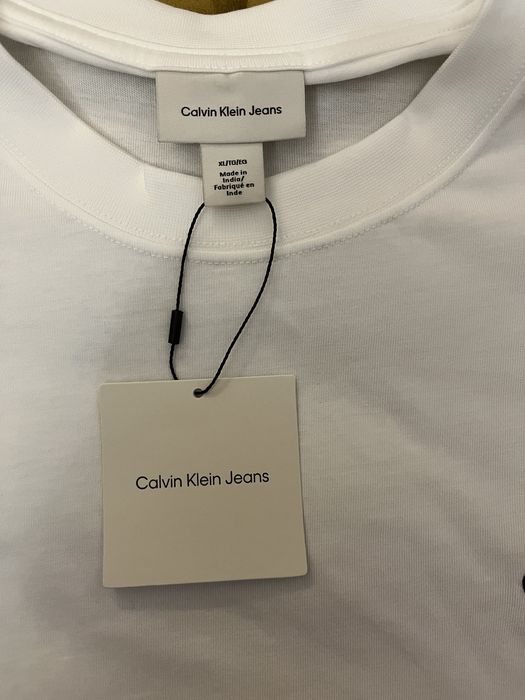 Calvin Klein Jeans
XL/TG/EG
Made in
India/
Fabriqué en
Inde
Calvin Klein Jeans